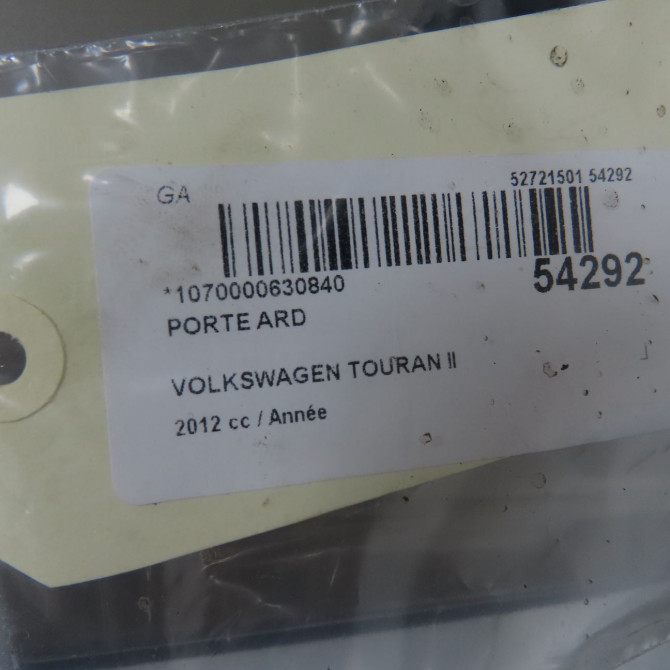 GA
52721501 54292
*1070000630840
54292
PORTE ARD
VOLKSWAGEN TOURAN II
2012 cc / Année